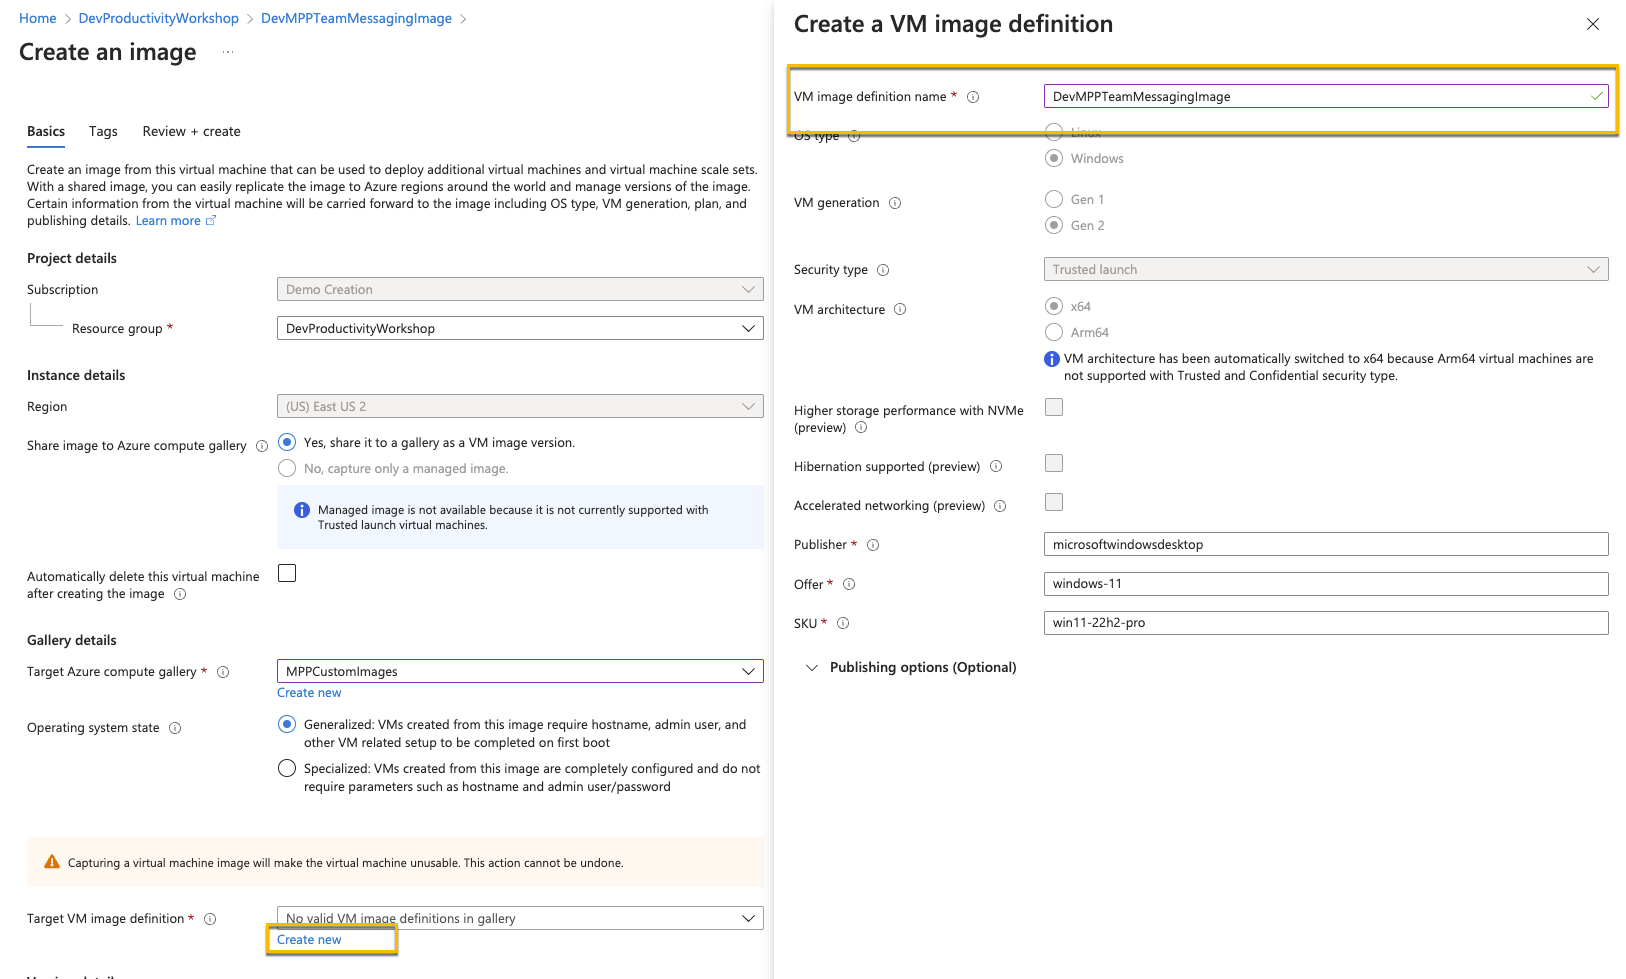 Home > DevProductivityWorkshop > DevMPPTeamMessagingImage >
Create an image ...
Basics Tags Review + create
Create an image from this virtual machine that can be used to deploy additional virtual machines and virtual machine scale sets.
With a shared image, you can easily replicate the image to Azure regions around the world and manage versions of the image.
Certain information from the virtual machine will be carried forward to the image including OS type, VM generation, plan, and
publishing details. Learn more
Project details
Subscription
Demo Creation
Resource group *
DevProductivityWorkshop
Instance details
Region
(US) East US 2
Share image to Azure compute gallery
Yes, share it to a gallery as a VM image version.
No, capture only a managed image.
Managed image is not available because it is not currently supported with
Trusted launch virtual machines.
Automatically delete this virtual machine
after creating the image
Gallery details
Target Azure compute gallery *
MPPCustomImages
Create new
Operating system state
Generalized: VMs created from this image require hostname, admin user, and
other VM related setup to be completed on first boot
Specialized: VMs created from this image are completely configured and do not
require parameters such as hostname and admin user/password
Capturing a virtual machine image will make the virtual machine unusable. This action cannot be undone.
Target VM image definition *
No valid VM image definitions in gallery
Create new
Create a VM image definition
VM image definition name *
DevMPPTeamMessagingImage
OS type
Linux
Windows
VM generation
Gen 1
Gen 2
Security type
Trusted launch
VM architecture
x64
Arm64
VM architecture has been automatically switched to x64 because Arm64 virtual machines are
not supported with Trusted and Confidential security type.
Higher storage performance with NVMe
(preview)
Hibernation supported (preview)
Accelerated networking (preview)
Publisher *
microsoftwindowsdesktop
Offer *
windows-11
SKU *
win11-22h2-pro
Publishing options (Optional)